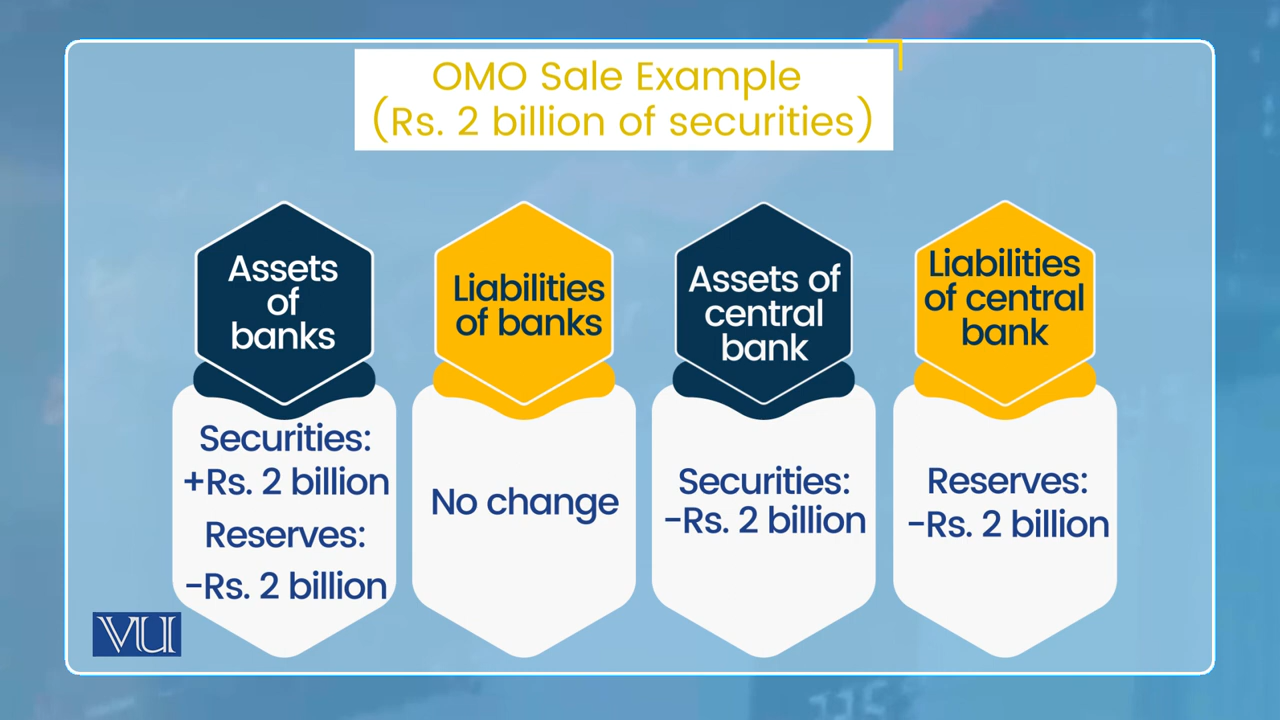 OMO Sale Example
(Rs. 2 billion of securities)
Assets
of
banks
Securities:
+Rs. 2 billion
Reserves:
−Rs. 2 billion
Liabilities
of banks
No change
Assets of
central
bank
Securities:
−Rs. 2 billion
Liabilities
of central
bank
Reserves:
−Rs. 2 billion
VU